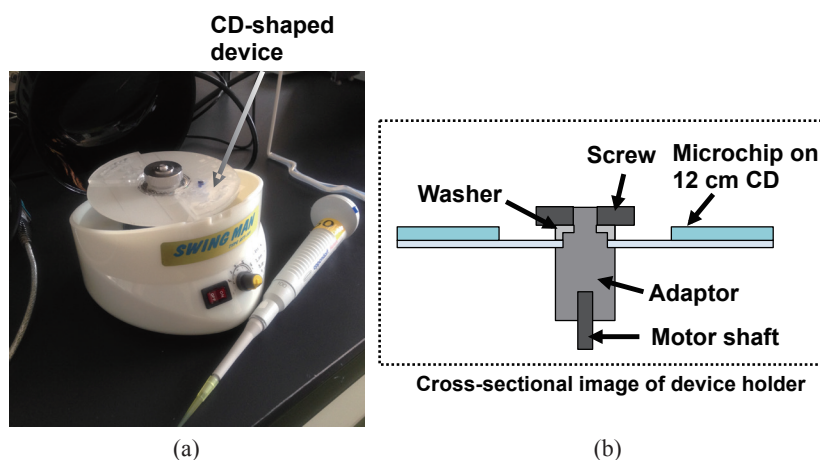 CD-shaped
device
SWING MAN
(a)
Screw
Microchip on
12 cm CD
Washer
Adaptor
Motor shaft
Cross-sectional image of device holder
(b)